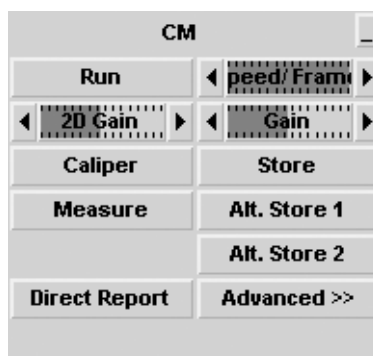 CM
Run
peed/Fram
2D Gain
Gain
Caliper
Store
Measure
Alt. Store 1
Alt. Store 2
Direct Report
Advanced >>